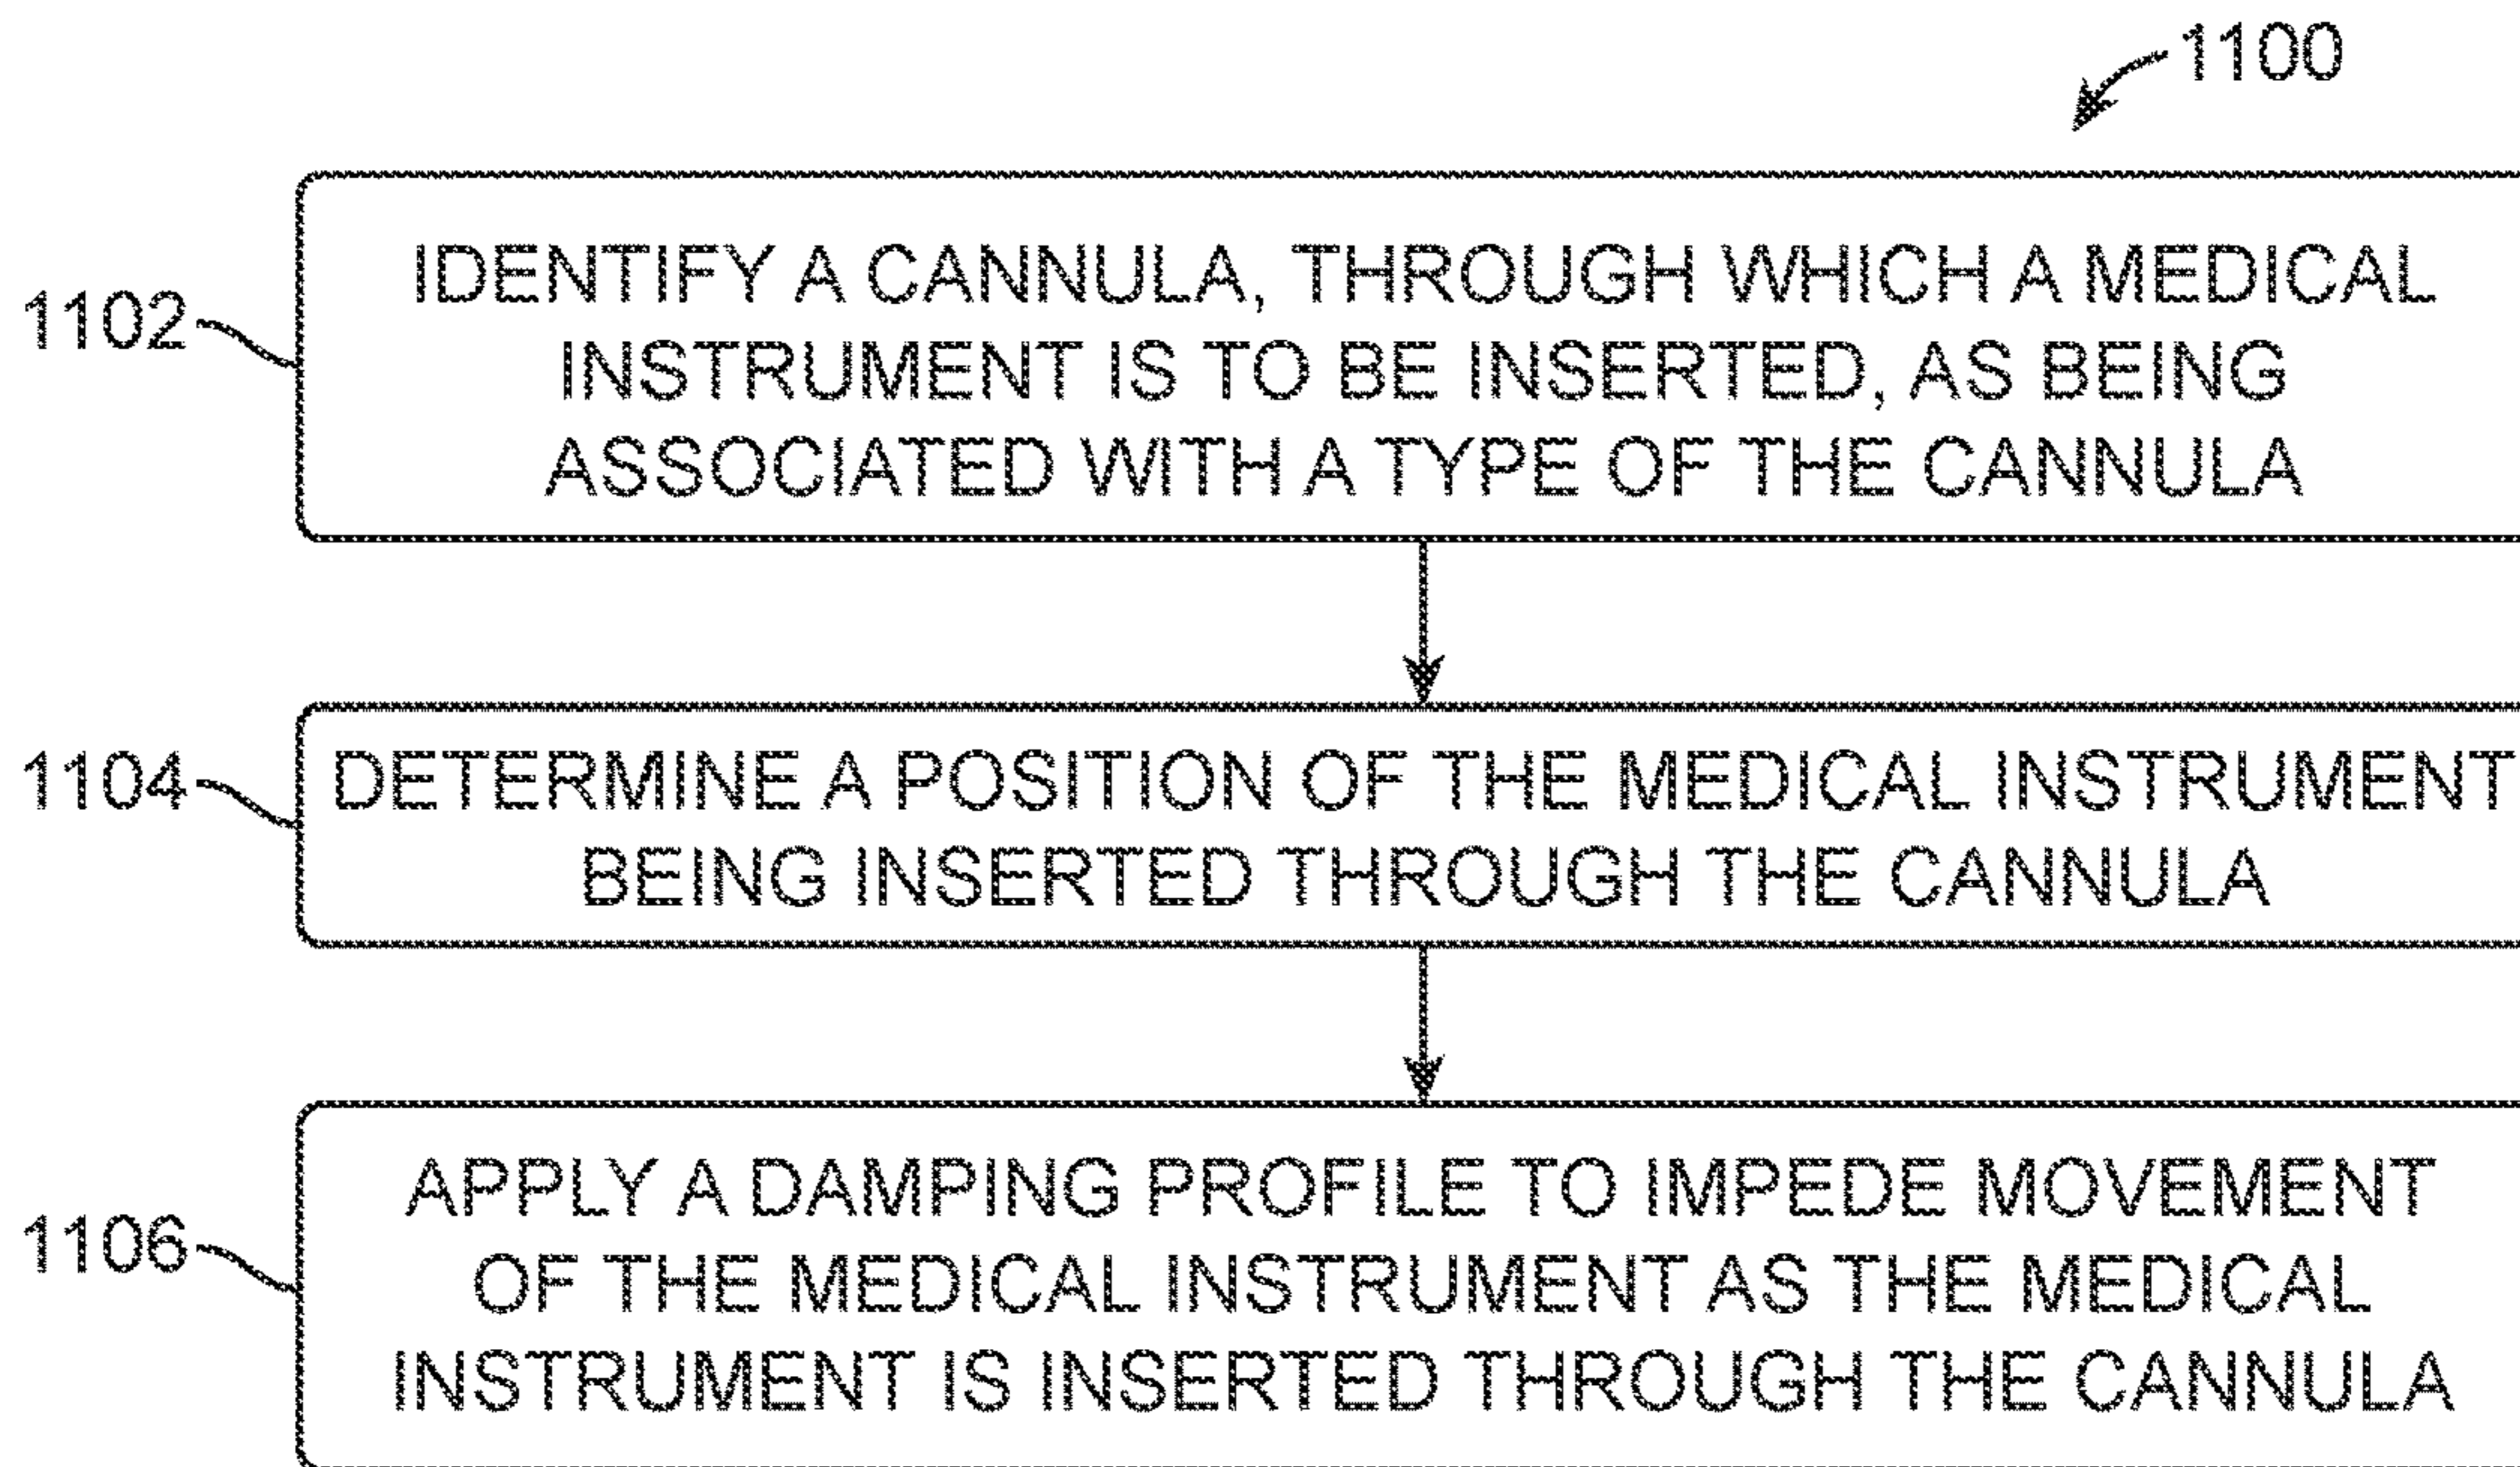 1100
1102
IDENTIFY A CANNULA, THROUGH WHICH A MEDICAL
INSTRUMENT IS TO BE INSERTED, AS BEING
ASSOCIATED WITH A TYPE OF THE CANNULA
1104
DETERMINE A POSITION OF THE MEDICAL INSTRUMENT
BEING INSERTED THROUGH THE CANNULA
1106
APPLY A DAMPING PROFILE TO IMPEDE MOVEMENT
OF THE MEDICAL INSTRUMENT AS THE MEDICAL
INSTRUMENT IS INSERTED THROUGH THE CANNULA